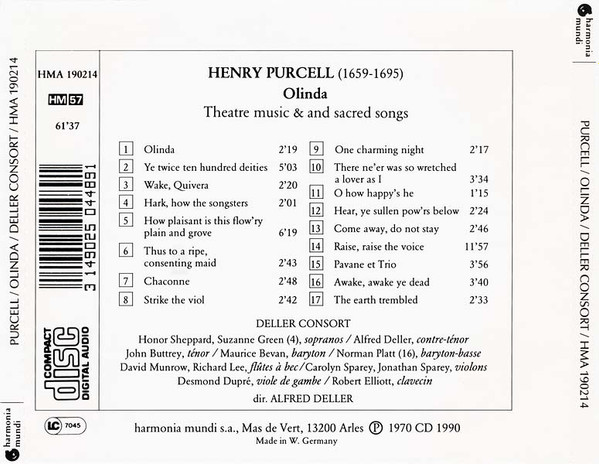 PURCELL / OLINDA / DELLER CONSORT / HMA 190214
harmonia
mundi
HMA 190214
HM 57
61'37
3 149025 044891
COMPACT
disc
DIGITAL AUDIO
LC 7045
HENRY PURCELL (1659-1695)
Olinda
Theatre music & and sacred songs
1 Olinda 2'19
2 Ye twice ten hundred deities 5'03
3 Wake, Quivera 2'20
4 Hark, how the songsters 2'01
5 How plaisant is this flow'ry
plain and grove 6'19
6 Thus to a ripe,
consenting maid 2'43
7 Chaconne 2'48
8 Strike the viol 2'42
9 One charming night 2'17
10 There ne'er was so wretched
a lover as I 3'34
11 O how happy's he 1'15
12 Hear, ye sullen pow'rs below 2'24
13 Come away, do not stay 2'46
14 Raise, raise the voice 11'57
15 Pavane et Trio 3'56
16 Awake, awake ye dead 3'40
17 The earth trembled 2'33
DELLER CONSORT
Honor Sheppard, Suzanne Green (4), sopranos / Alfred Deller, contre-ténor
John Buttrey, ténor / Maurice Bevan, baryton / Norman Platt (16), baryton-basse
David Munrow, Richard Lee, flûtes à bec/Carolyn Sparey, Jonathan Sparey, violons
Desmond Dupré, viole de gambe / Robert Elliott, clavecin
dir. ALFRED DELLER
harmonia mundi s.a., Mas de Vert, 13200 Arles Ⓟ 1970 CD 1990
Made in W. Germany
harmonia
mundi
PURCELL / OLINDA / DELLER CONSORT / HMA 190214